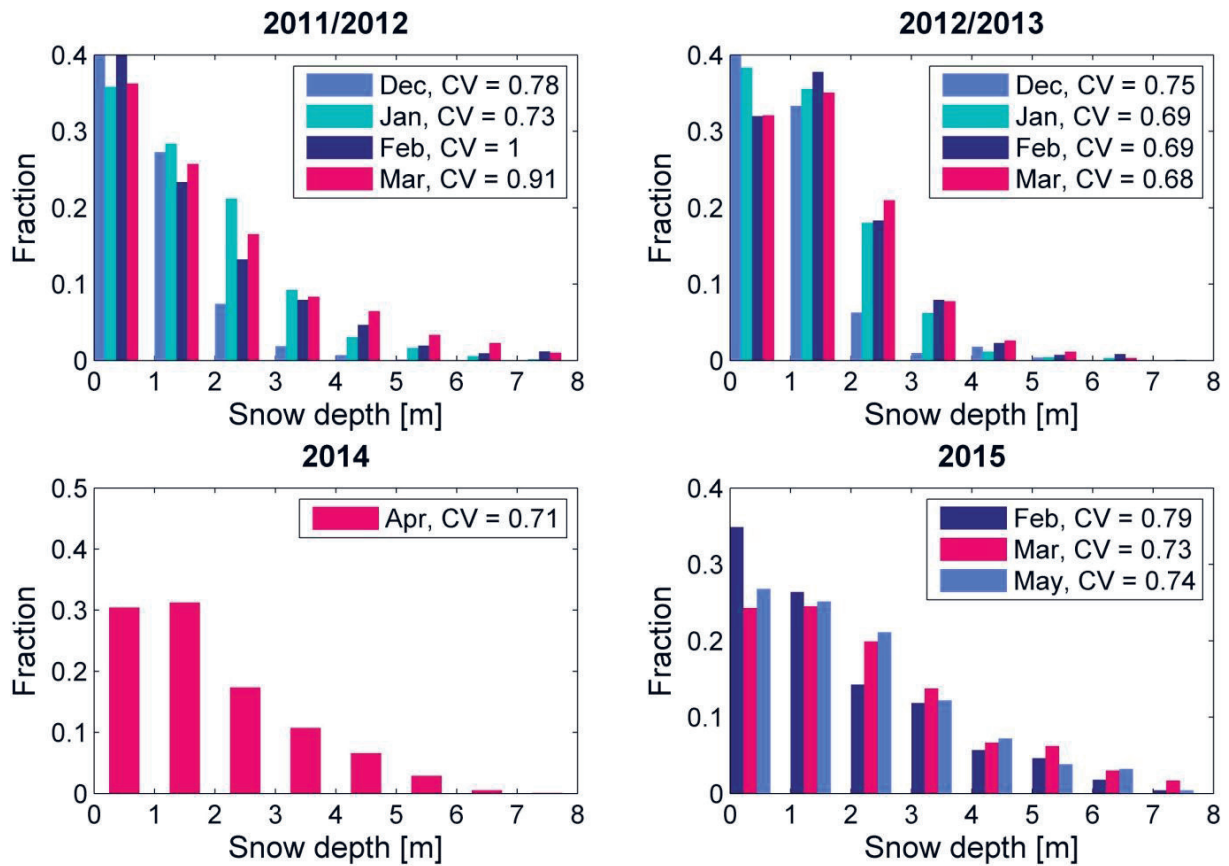 2011/2012
0.4
0.3
0.2
0.1
0
Fraction
Dec, CV = 0.78
Jan, CV = 0.73
Feb, CV = 1
Mar, CV = 0.91
0 1 2 3 4 5 6 7 8
Snow depth [m]
2012/2013
0.4
0.3
0.2
0.1
0
Fraction
Dec, CV = 0.75
Jan, CV = 0.69
Feb, CV = 0.69
Mar, CV = 0.68
0 1 2 3 4 5 6 7 8
Snow depth [m]
2014
0.5
0.4
0.3
0.2
0.1
0
Fraction
Apr, CV = 0.71
0 1 2 3 4 5 6 7 8
Snow depth [m]
2015
0.4
0.3
0.2
0.1
0
Fraction
Feb, CV = 0.79
Mar, CV = 0.73
May, CV = 0.74
0 1 2 3 4 5 6 7 8
Snow depth [m]